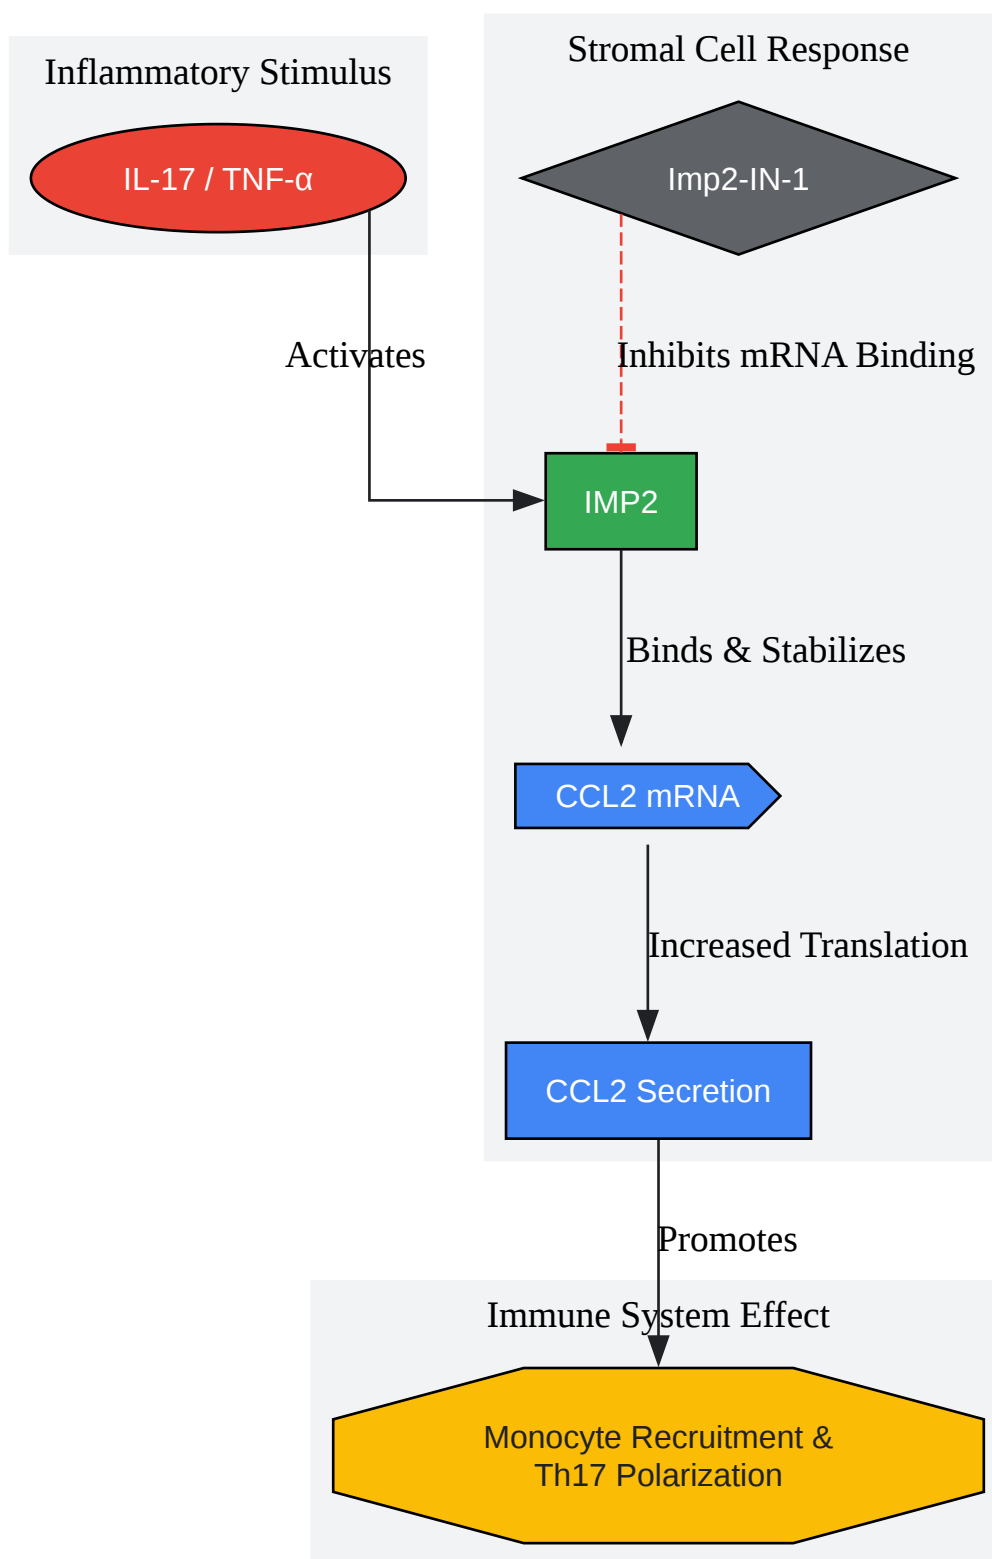 Inflammatory Stimulus
IL-17 / TNF-α
Stromal Cell Response
Imp2-IN-1
Activates
Inhibits mRNA Binding
IMP2
Binds & Stabilizes
CCL2 mRNA
Increased Translation
CCL2 Secretion
Promotes
Immune System Effect
Monocyte Recruitment &
Th17 Polarization